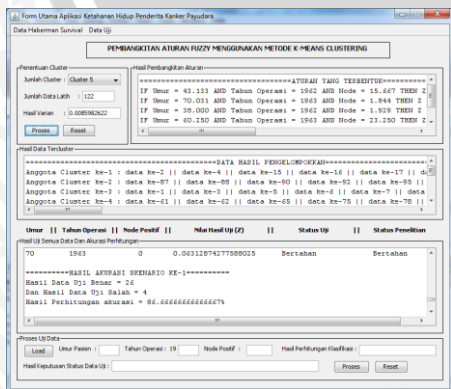 Form Utama Aplikasi Ketahanan Hidup Penderita Kanker Payudara
Data Haberman Survival Data Uji
PEMBANGKITAN ATURAN FUZZY MENGGUNAKAN METODE K-MEANS CLUSTERING
Penentuan Cluster
Jumlah Cluster : Cluster 5
Jumlah Data Latih : 122
Hasil Varian : 0.0085982622
Proses Reset
Hasil Pembangkitan Aturan
====================================ATURAN YANG TERBENTUK====================
IF Umur = 43.133 AND Tahun Operasi = 1962 AND Node = 15.667 THEN Z
IF Umur = 70.031 AND Tahun Operasi = 1963 AND Node = 1.844 THEN Z
IF Umur = 38.000 AND Tahun Operasi = 1962 AND Node = 1.929 THEN Z
IF Umur = 60.250 AND Tahun Operasi = 1962 AND Node = 23.250 THEN Z
Hasil Data Tercluster
=============================================DATA HASIL PENGELOMPOKKAN====================
Anggota Cluster ke-1 : data ke-2 || data ke-4 || data ke-15 || data ke-16 || data ke-17 ||
Anggota Cluster ke-2 : data ke-87 || data ke-88 || data ke-90 || data ke-92 || data ke-95 ||
Anggota Cluster ke-3 : data ke-1 || data ke-3 || data ke-5 || data ke-6 || data ke-7 ||
Anggota Cluster ke-4 : data ke-61 || data ke-62 || data ke-65 || data ke-75 || data ke-78 ||
Umur || Tahun Operasi || Node Positif || Nilai Hasil Uji (Z) || Status Uji || Status Penelitian
Hasil Uji Semua Data Dan Akurasi Perhitungan
70 1963 0 0.06312874277588025 Bertahan Bertahan
==========HASIL AKURASI SKENARIO KE-1==========
Hasil Data Uji Benar = 26
Dan Hasil Data Uji Salah = 4
Hasil Perhitungan akurasi = 86.66666666666667%
Proses Uji Data
Load Umur Pasien : Tahun Operasi : 19 Node Positif : Hasil Perhitungan Klasifikasi :
Hasil Keputusan Status Data Uji : Proses Reset